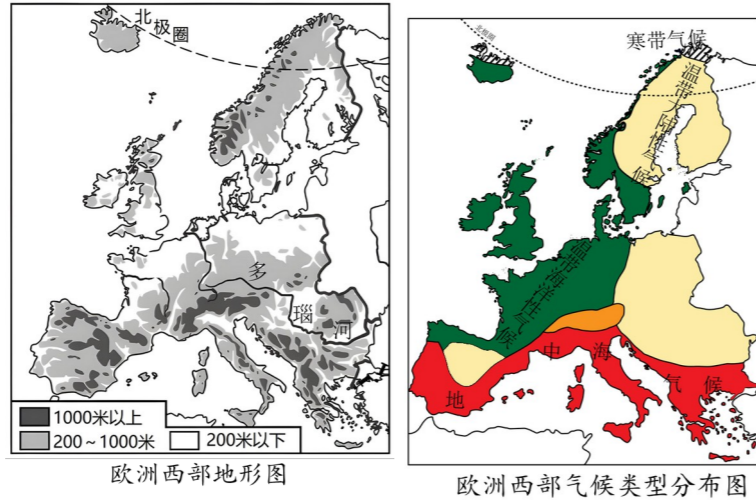 北极圈
多
瑙
河
1000米以上
200~1000米
200米以下
欧洲西部地形图
北极圈
寒带气候
温带大陆性气候
温带海洋性气候
地中海气候
欧洲西部气候类型分布图